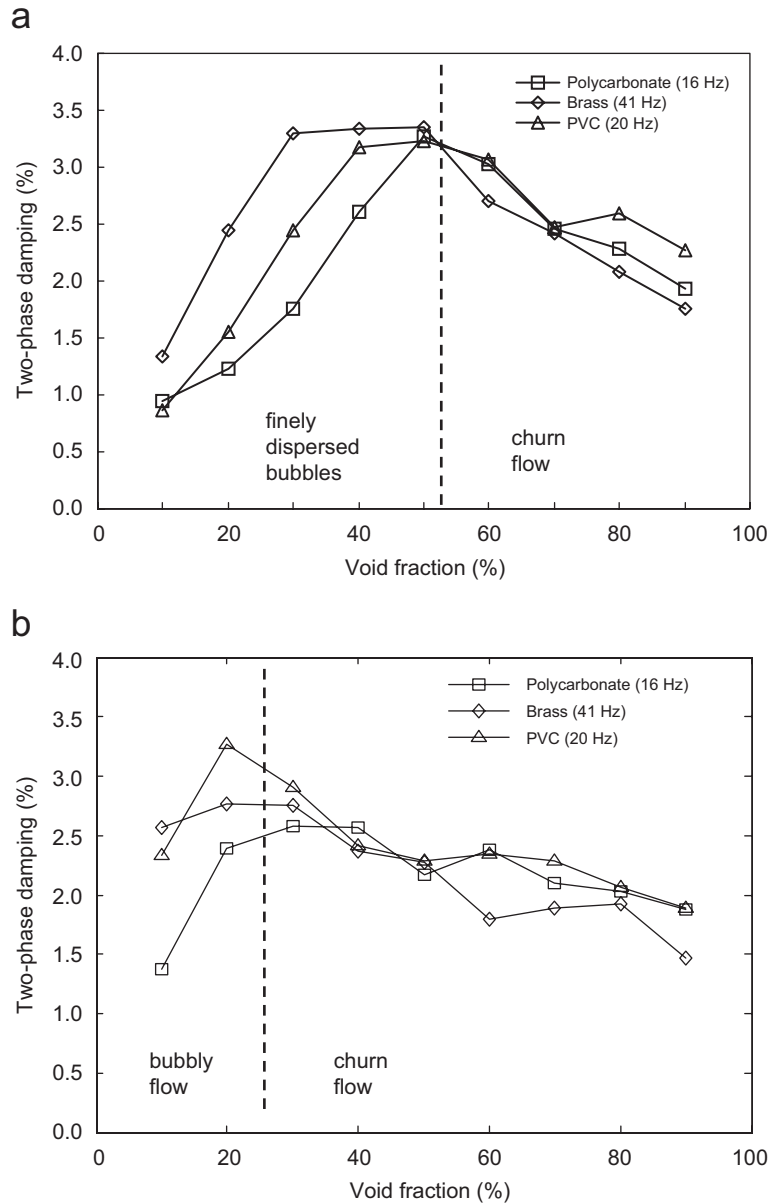 a
4.0
3.5
3.0
2.5
2.0
1.5
1.0
0.5
0.0
Two-phase damping (%)
Polycarbonate (16 Hz)
Brass (41 Hz)
PVC (20 Hz)
finely
dispersed
bubbles
churn
flow
0 20 40 60 80 100
Void fraction (%)
b
4.0
3.5
3.0
2.5
2.0
1.5
1.0
0.5
0.0
Two-phase damping (%)
Polycarbonate (16 Hz)
Brass (41 Hz)
PVC (20 Hz)
bubbly
flow
churn
flow
0 20 40 60 80 100
Void fraction (%)